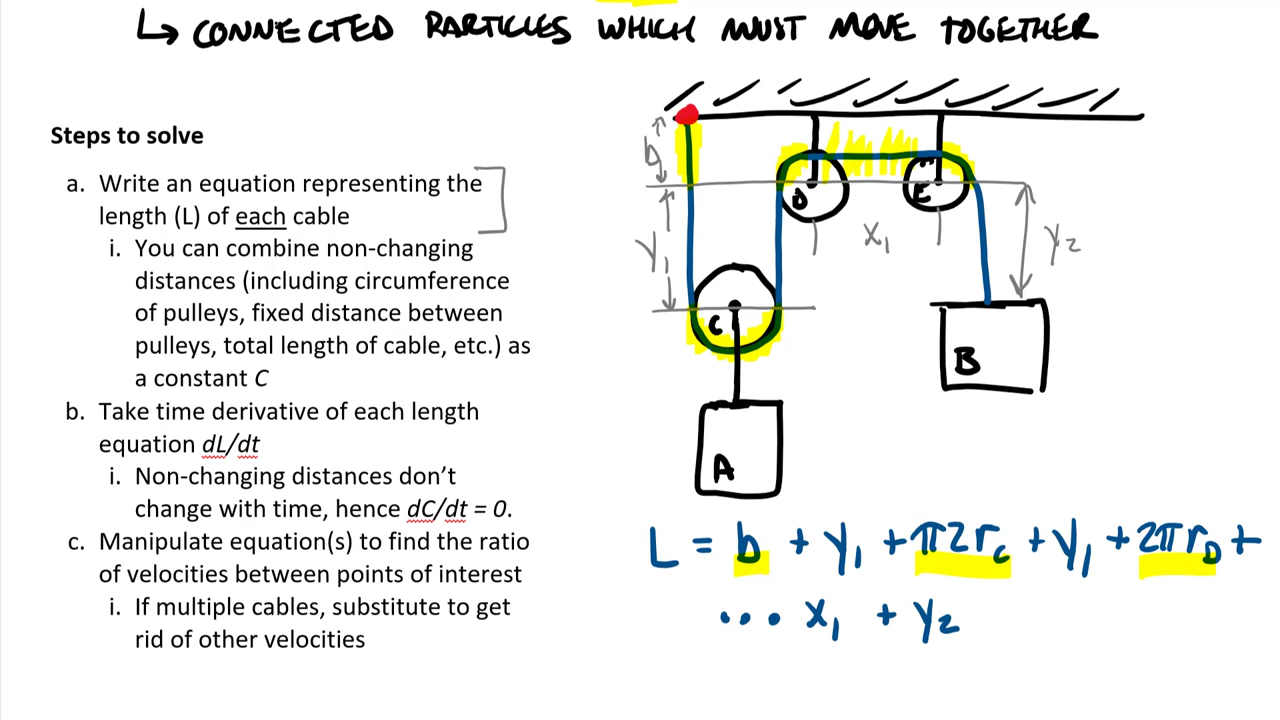 ↳ CONNECTED PARTICLES WHICH MUST MOVE TOGETHER
Steps to solve
a. Write an equation representing the
length (L) of each cable
i. You can combine non-changing
distances (including circumference
of pulleys, fixed distance between
pulleys, total length of cable, etc.) as
a constant C
b. Take time derivative of each length
equation dL/dt
i. Non-changing distances don’t
change with time, hence dC/dt = 0.
c. Manipulate equation(s) to find the ratio
of velocities between points of interest
i. If multiple cables, substitute to get
rid of other velocities
b
D
E
y₁
x₁
y₂
C
B
A
L = b + y₁ + π2r_C + y₁ + 2πr_D +
... x₁ + y₂